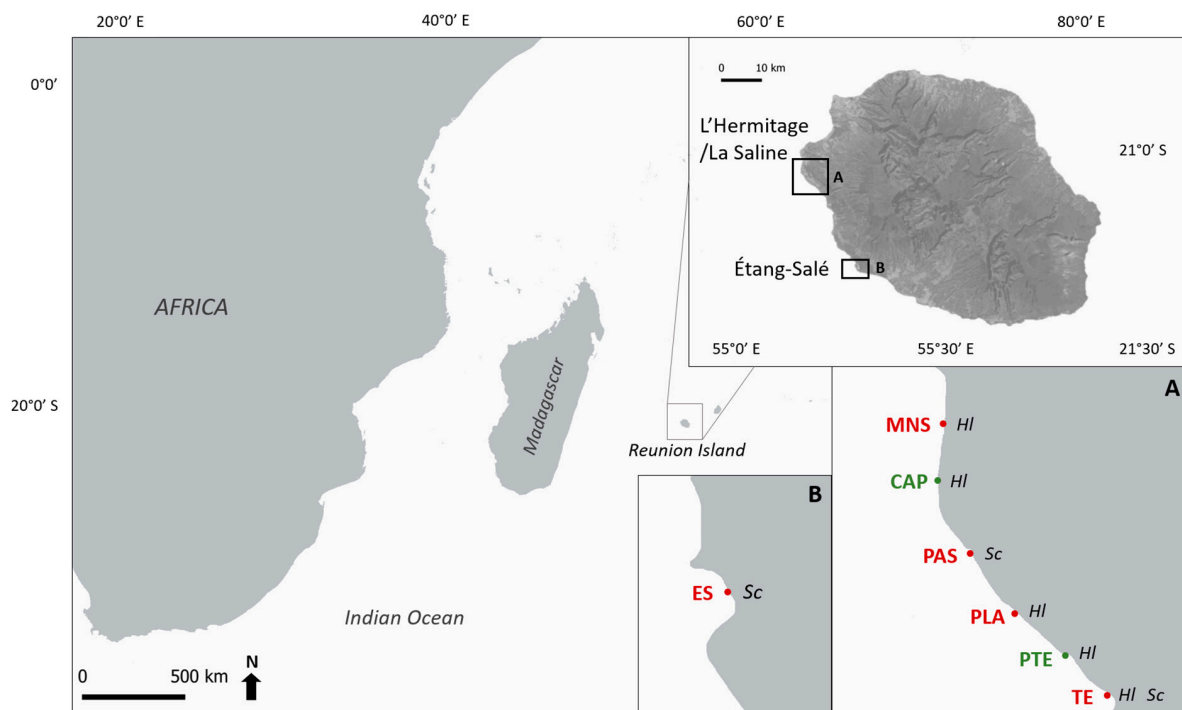 20°0’ E
40°0’ E
60°0’ E
80°0’ E
0°0’
20°0’ S
AFRICA
Madagascar
Reunion Island
Indian Ocean
0 500 km
N
0 10 km
L’Hermitage
/La Saline
A
Étang-Salé
B
21°0’ S
55°0’ E
55°30’ E
21°30’ S
B
ES Sc
A
MNS Hl
CAP Hl
PAS Sc
PLA Hl
PTE Hl
TE Hl Sc